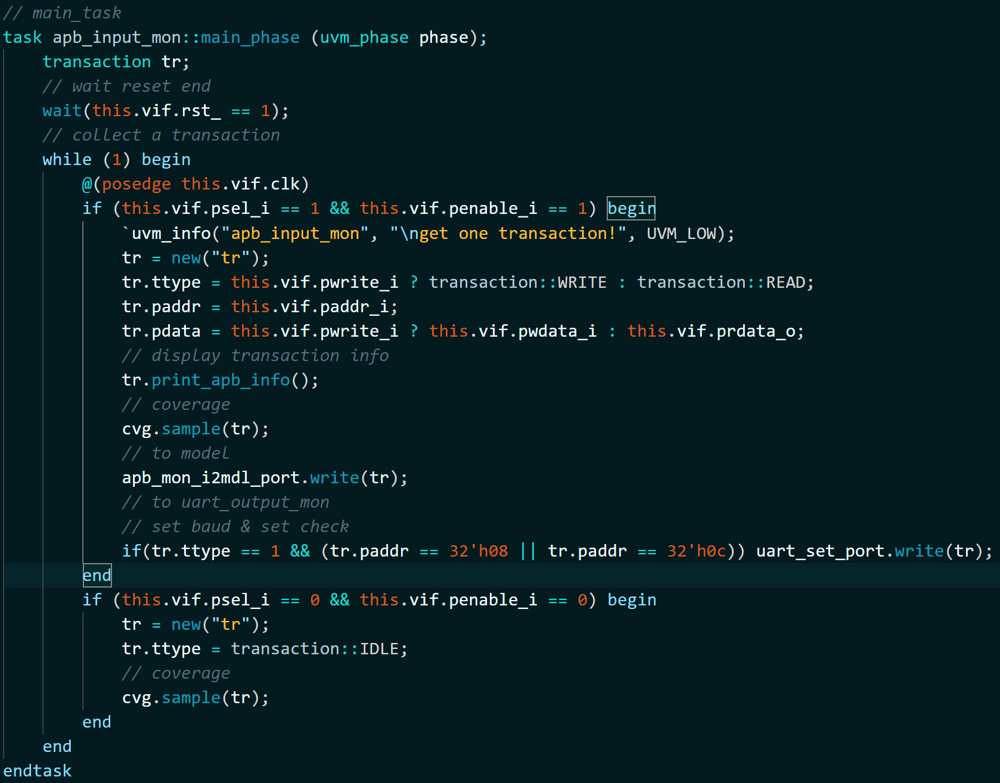 // main_task
task apb_input_mon::main_phase (uvm_phase phase);
    transaction tr;
    // wait reset end
    wait(this.vif.rst_ == 1);
    // collect a transaction
    while (1) begin
        @(posedge this.vif.clk)
        if (this.vif.psel_i == 1 && this.vif.penable_i == 1) begin
            `uvm_info("apb_input_mon", "\nget one transaction!", UVM_LOW);
            tr = new("tr");
            tr.ttype = this.vif.pwrite_i ? transaction::WRITE : transaction::READ;
            tr.paddr = this.vif.paddr_i;
            tr.pdata = this.vif.pwrite_i ? this.vif.pwdata_i : this.vif.prdata_o;
            // display transaction info
            tr.print_apb_info();
            // coverage
            cvg.sample(tr);
            // to model
            apb_mon_i2mdl_port.write(tr);
            // to uart_output_mon
            // set baud & set check
            if(tr.ttype == 1 && (tr.paddr == 32'h08 || tr.paddr == 32'h0c)) uart_set_port.write(tr);
        end
        if (this.vif.psel_i == 0 && this.vif.penable_i == 0) begin
            tr = new("tr");
            tr.ttype = transaction::IDLE;
            // coverage
            cvg.sample(tr);
        end
    end
endtask